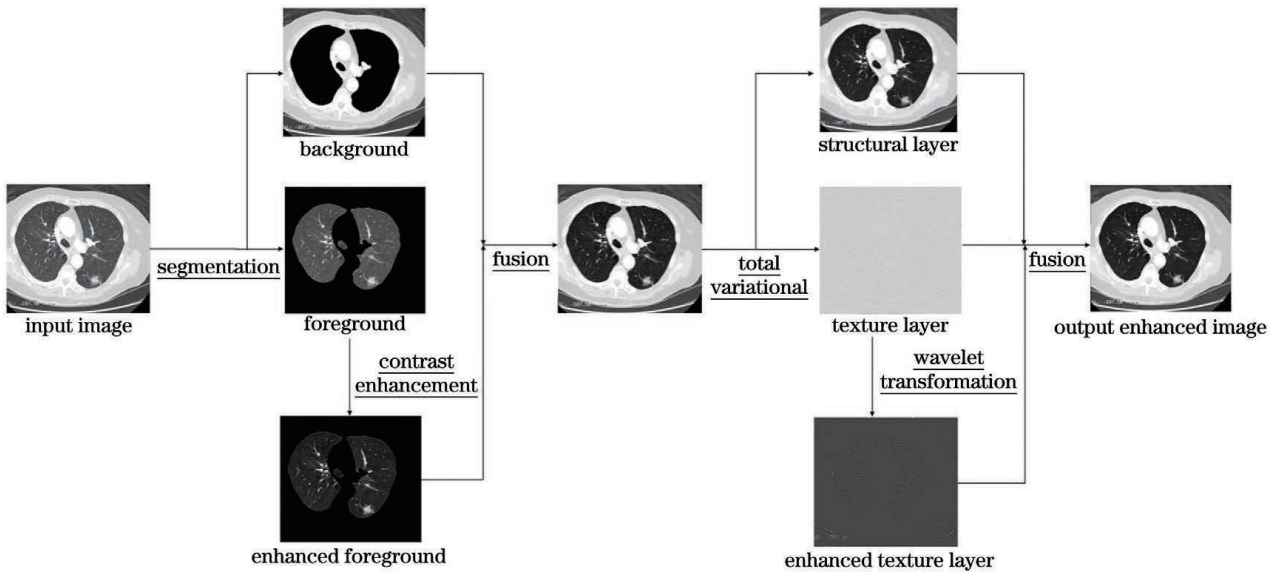 background
structural layer
segmentation
fusion
total
variational
fusion
input image
foreground
texture layer
output enhanced image
contrast
enhancement
wavelet
transformation
enhanced foreground
enhanced texture layer